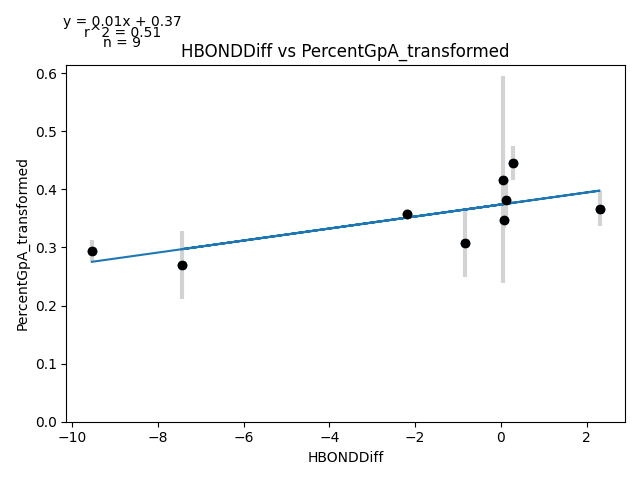 y = 0.01x + 0.37
r^2 = 0.51
n = 9
HBONDDiff vs PercentGpA_transformed
0.6
0.5
0.4
0.3
0.2
0.1
0.0
PercentGpA_transformed
−10
−8
−6
−4
−2
0
2
HBONDDiff